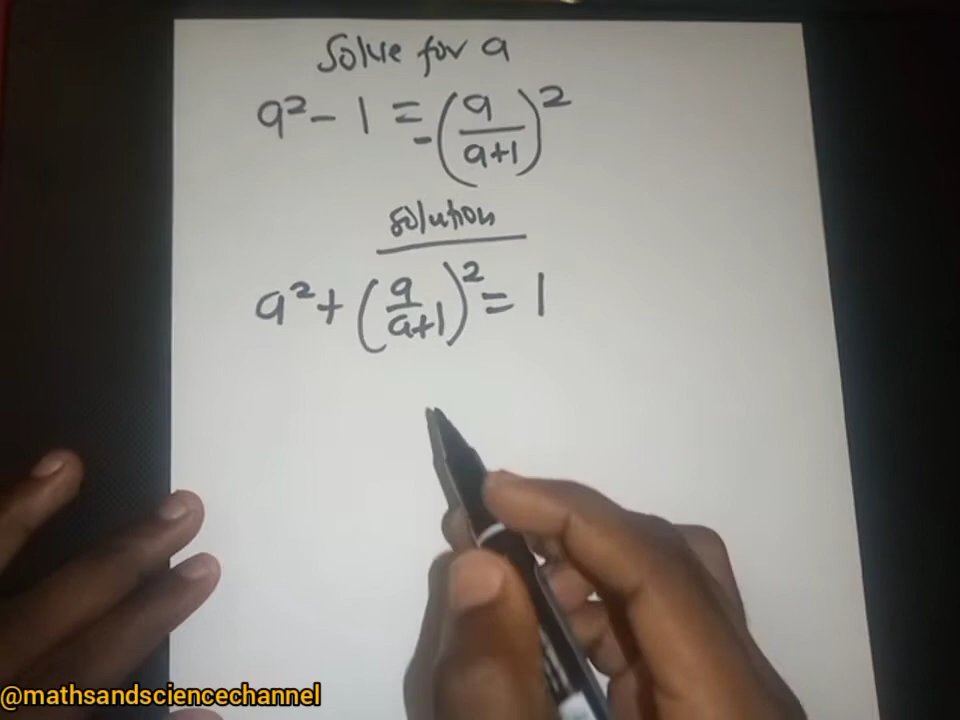 Solve for a
a² - 1 = -(a/(a+1))²
Solution
a² + (a/(a+1))² = 1
@mathsandsciencechannel